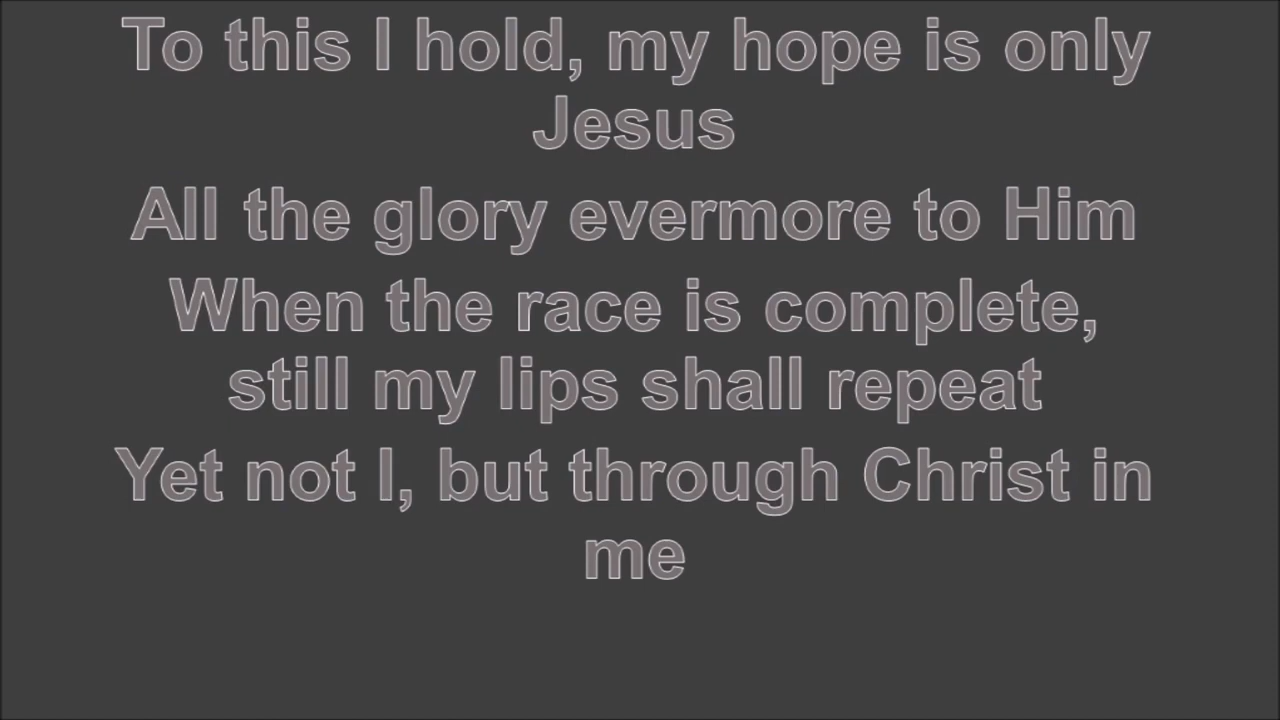 To this I hold, my hope is only
Jesus
All the glory evermore to Him
When the race is complete,
still my lips shall repeat
Yet not I, but through Christ in
me